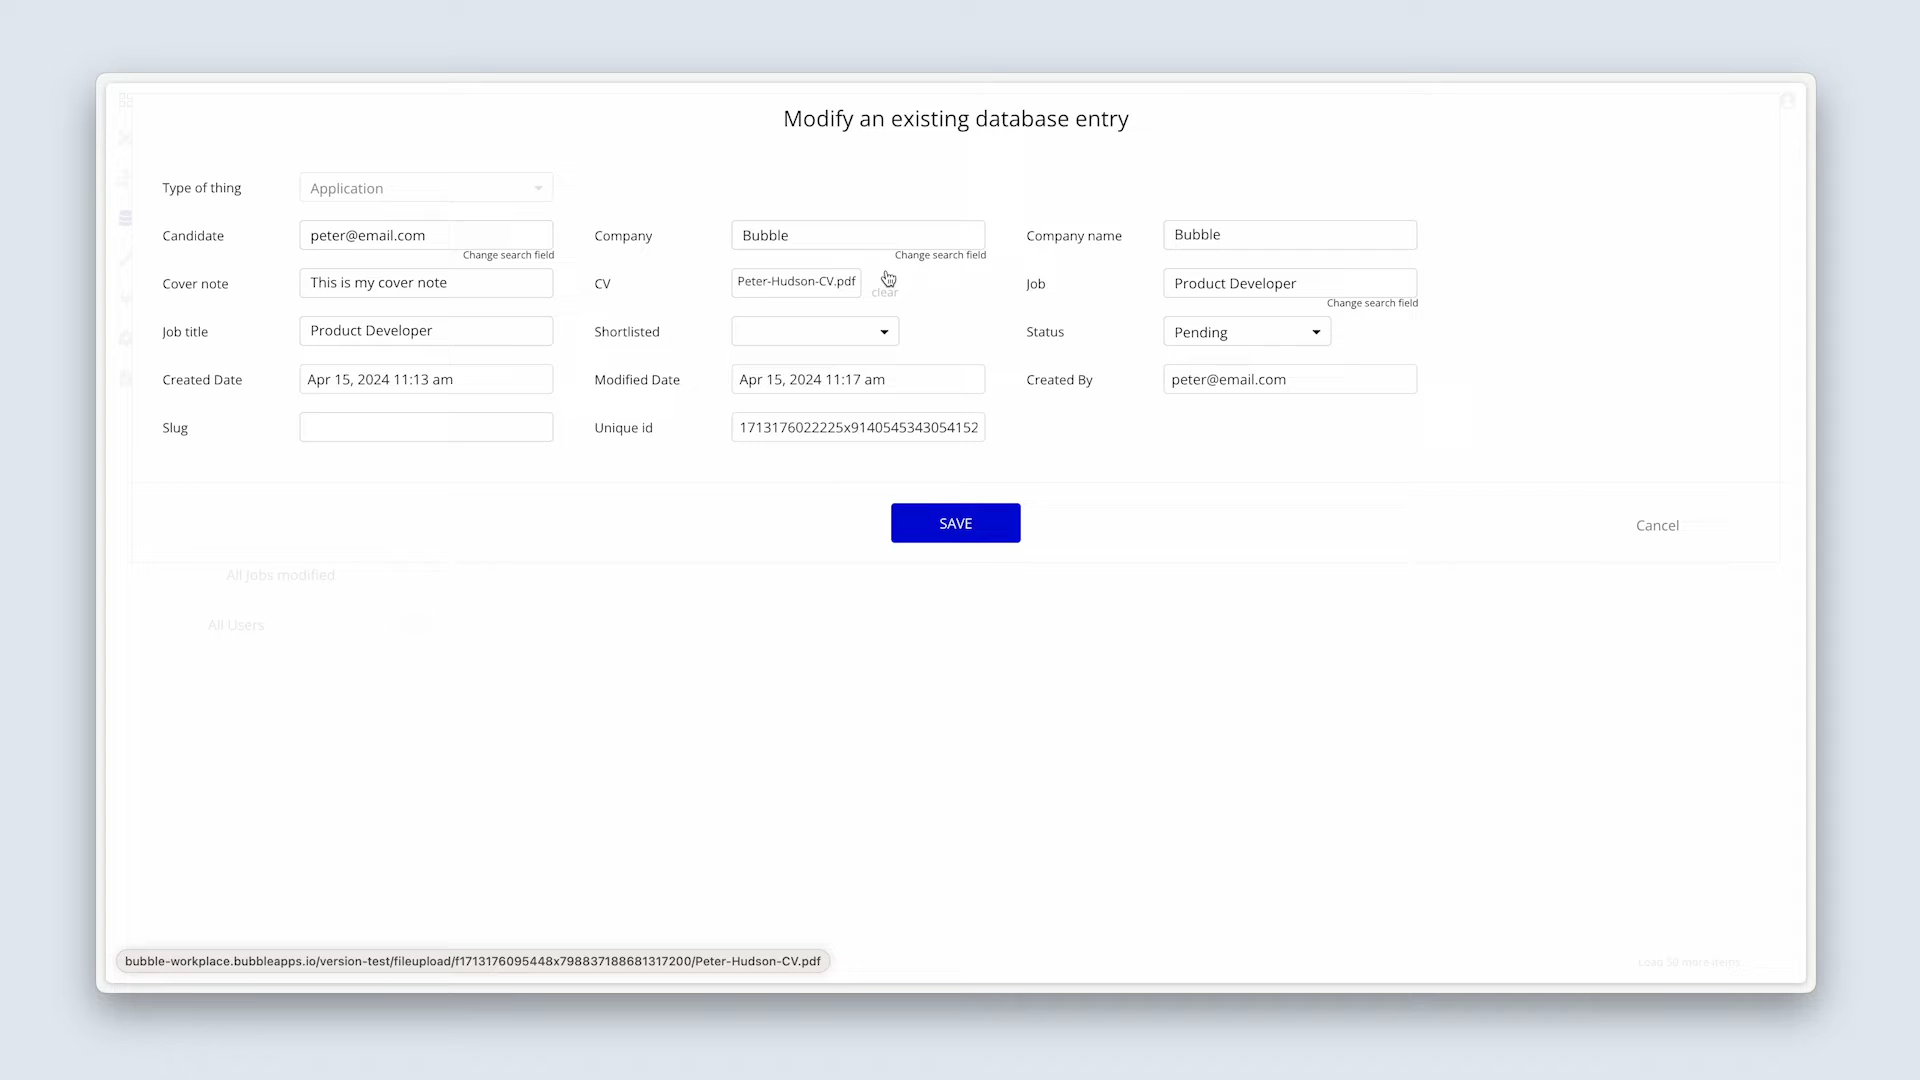 Modify an existing database entry
Type of thing Application
Candidate peter@email.com Company Bubble Company name Bubble
Change search field Change search field
Cover note This is my cover note CV Peter-Hudson-CV.pdf clear Job Product Developer
Change search field
Job title Product Developer Shortlisted Status Pending
Created Date Apr 15, 2024 11:13 am Modified Date Apr 15, 2024 11:17 am Created By peter@email.com
Slug Unique id 1713176022225x9140545343054152
SAVE Cancel
All Jobs modified
All Users
bubble-workplace.bubbleapps.io/version-test/fileupload/f1713176095448x798837188681317200/Peter-Hudson-CV.pdf
Load 50 more items